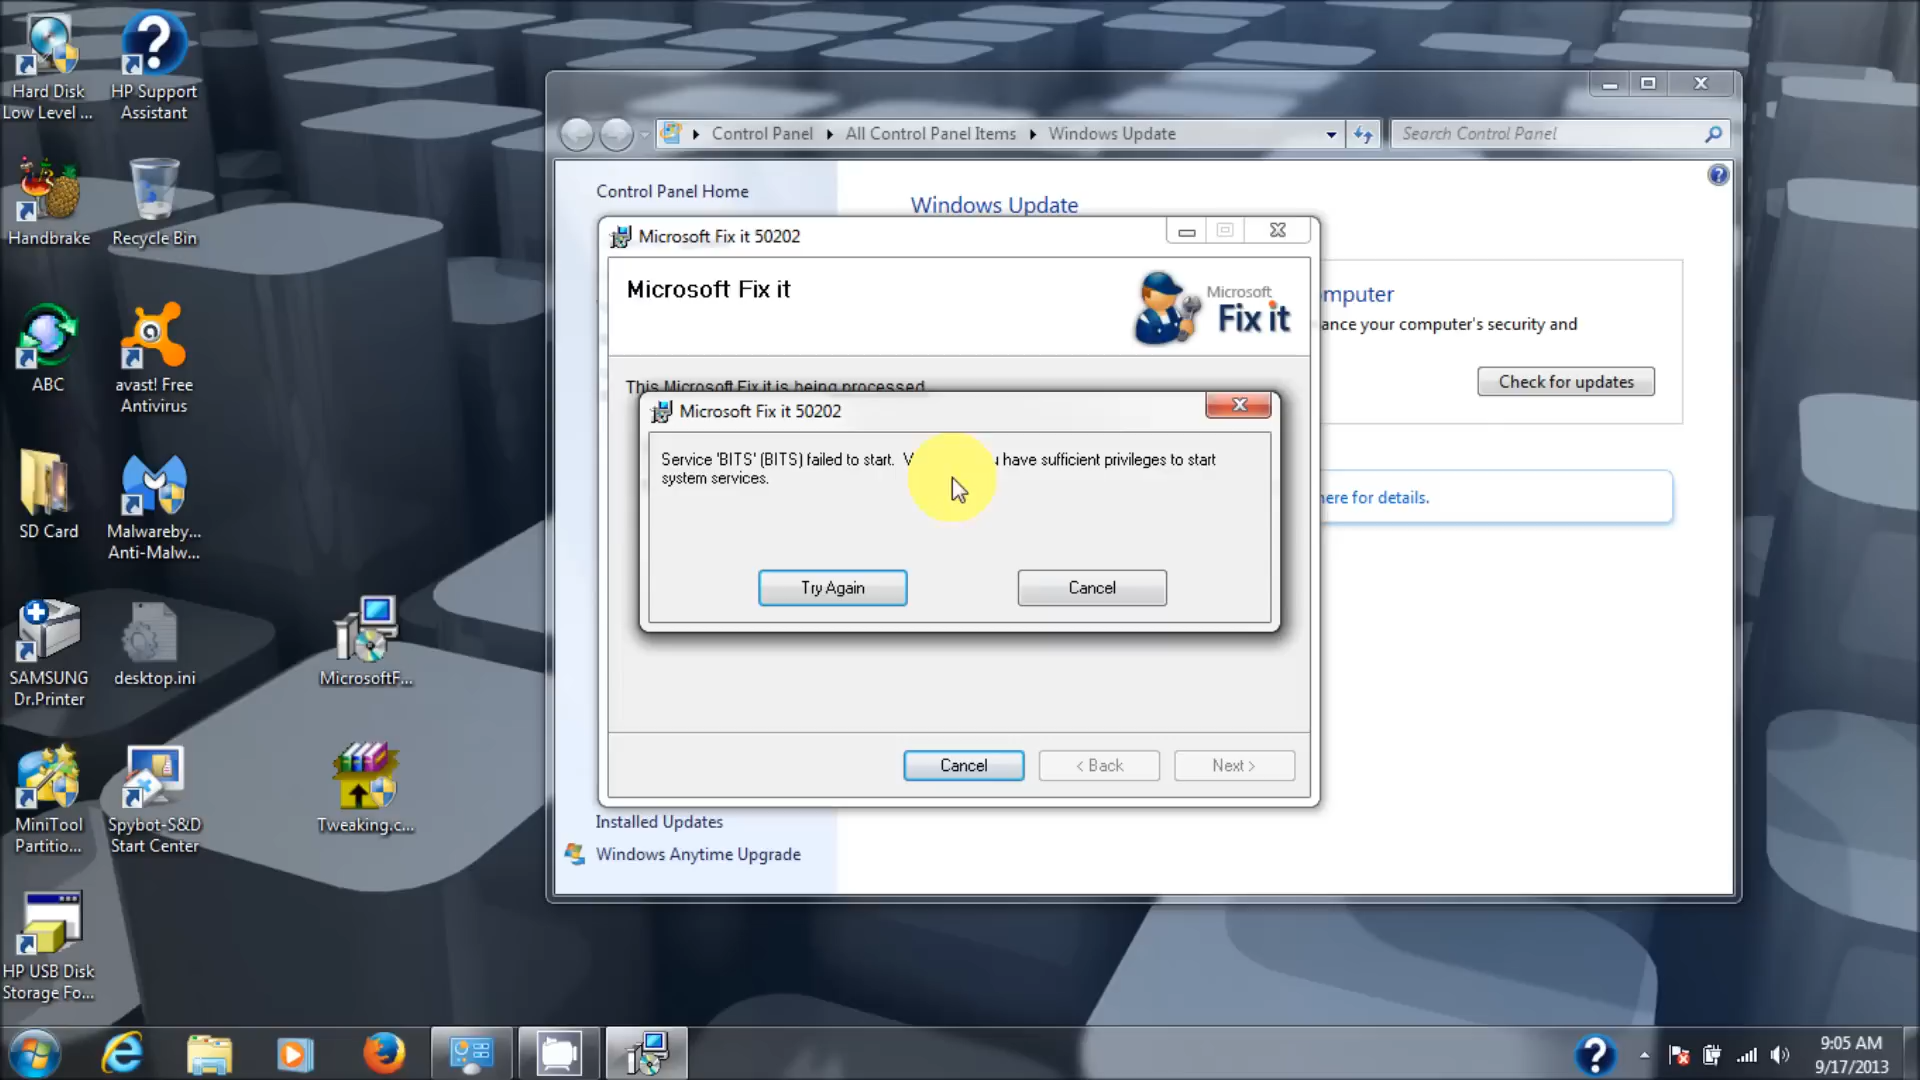 Hard Disk
Low Level ...
HP Support
Assistant
Handbrake
Recycle Bin
ABC
avast! Free
Antivirus
SD Card
Malwareby...
Anti-Malw...
SAMSUNG
Dr.Printer
desktop.ini
MicrosoftF...
MiniTool
Partitio...
Spybot-S&D
Start Center
Tweaking.c...
HP USB Disk
Storage Fo...
Control Panel
All Control Panel Items
Windows Update
Search Control Panel
Control Panel Home
Windows Update
Microsoft Fix it 50202
Microsoft Fix it
Microsoft
Fix it
mputer
ance your computer's security and
Check for updates
This Microsoft Fix it is being processed
Microsoft Fix it 50202
Service 'BITS' (BITS) failed to start. have sufficient privileges to start
system services.
here for details.
Try Again
Cancel
Cancel
< Back
Next >
Installed Updates
Windows Anytime Upgrade
9:05 AM
9/17/2013